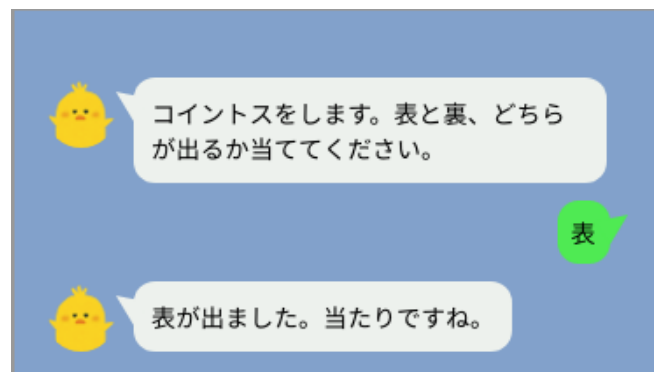 コイントスをします。表と裏、どちら
が出るか当ててください。
表
表が出ました。当たりですね。